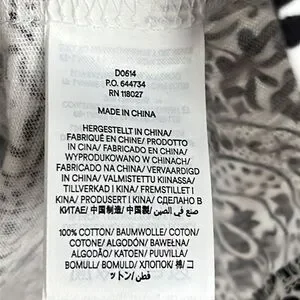 D0614
P.O. 644734
RN 118027
MADE IN CHINA
HERGESTELLT IN CHINA/
FABRIQUÉ EN CHINE/ PRODOTTO
IN CINA/ FABRICADO EN CHINA/
WYPRODUKOWANO W CHINACH/
FABRICADO NA CHINA/ VERVAARDIGD
IN CHINA/ VALMISTETTU KIINASSA/
TILLVERKAD I KINA/ FREMSTILLET I
KINA/ PRODUSERT I KINA/ СДЕЛАНО В
КИТАЕ/ 中国制造/ 中国製/ صنع في الصين
100% COTTON/ BAUMWOLLE/ COTON/
COTONE/ ALGODÓN/ BAWEŁNA/
ALGODÃO/ KATOEN/ PUUVILLA/
BOMULL/ BOMULD/ ХЛОПОК/ 棉/ コ
ットン/ قطن